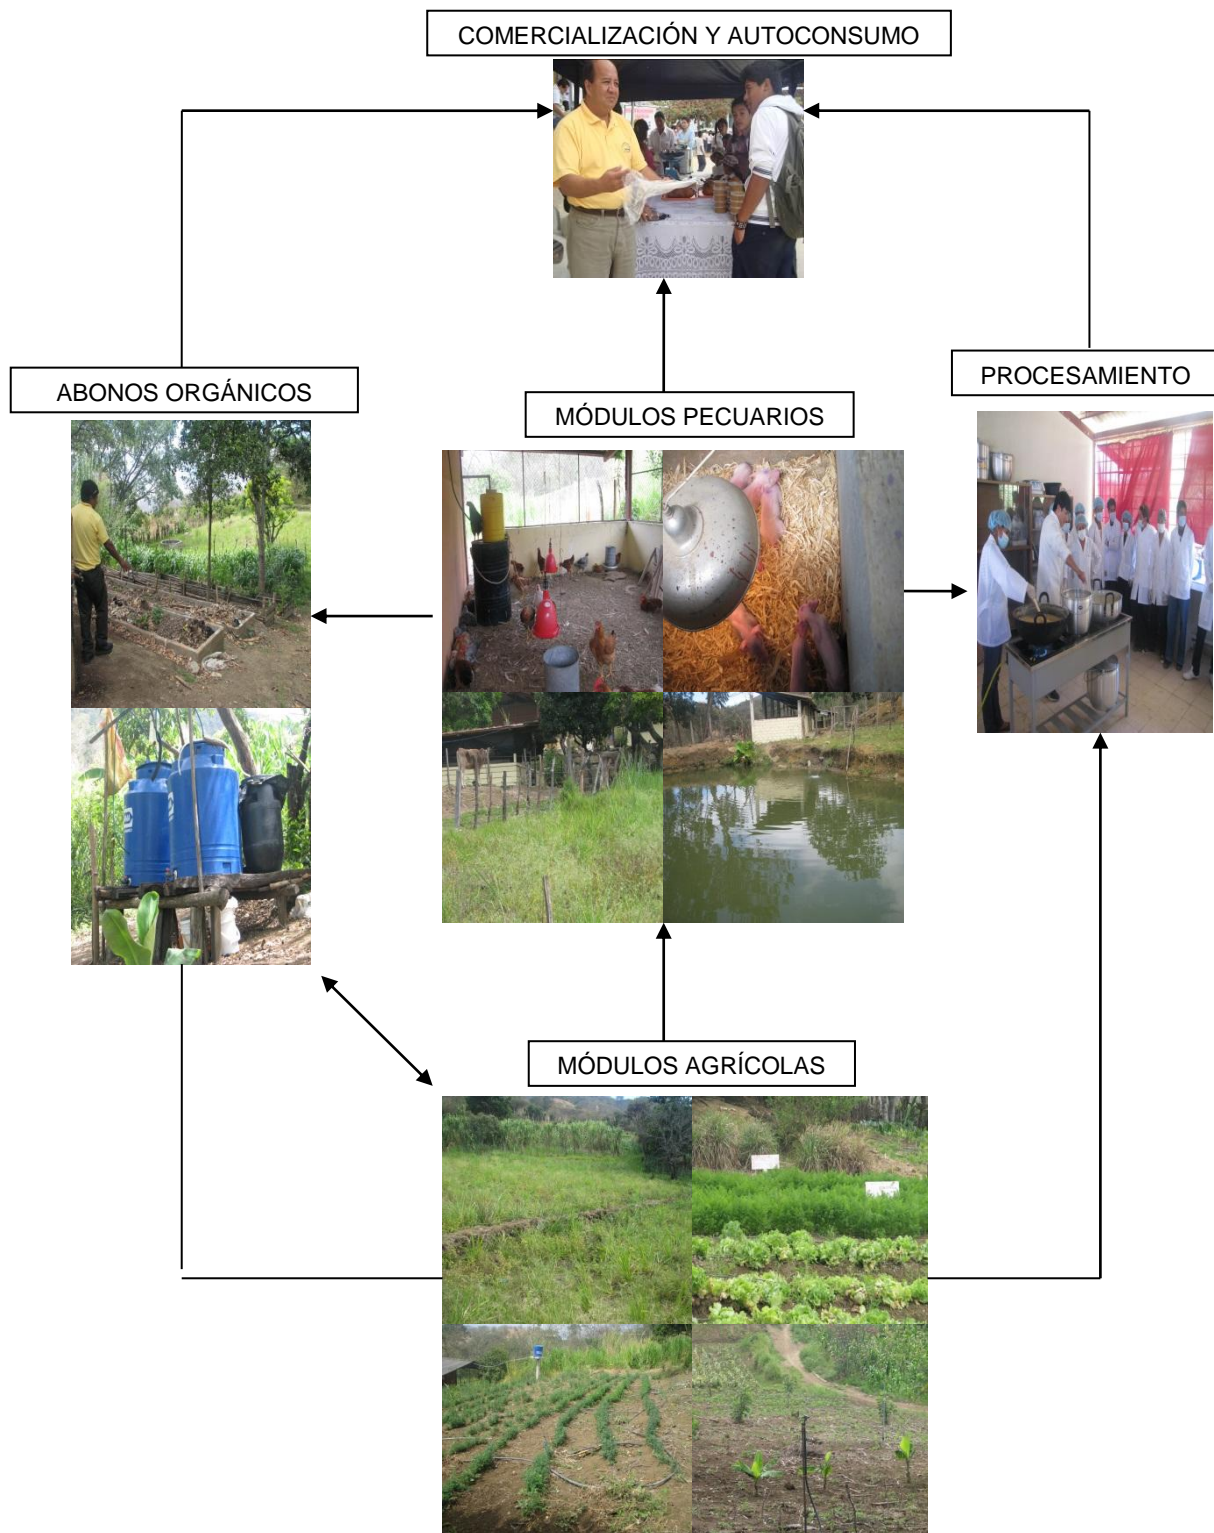 COMERCIALIZACIÓN Y AUTOCONSUMO
ABONOS ORGÁNICOS
MÓDULOS PECUARIOS
PROCESAMIENTO
MÓDULOS AGRÍCOLAS